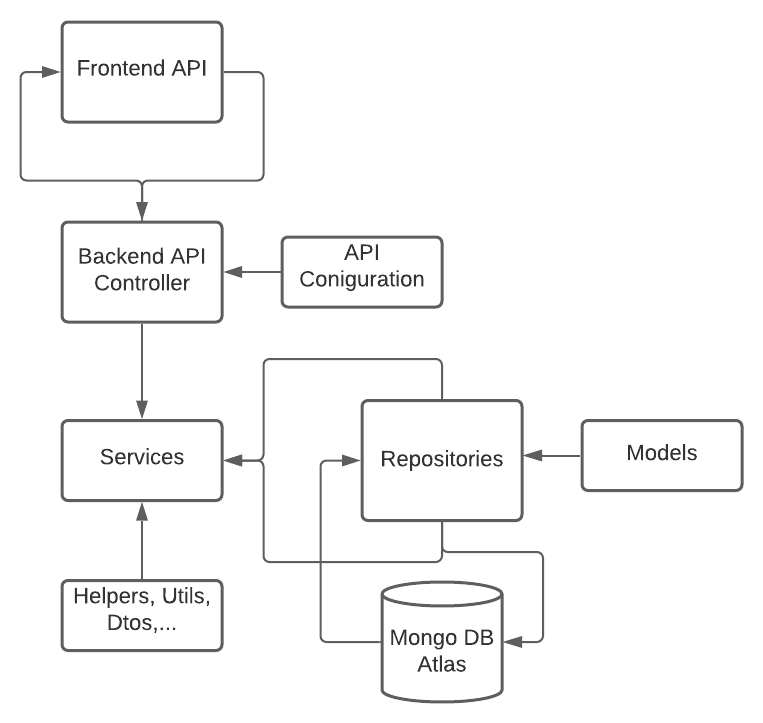 Frontend API
Backend API
Controller
API
Coniguration
Services
Repositories
Models
Helpers, Utils,
Dtos,...
Mongo DB
Atlas